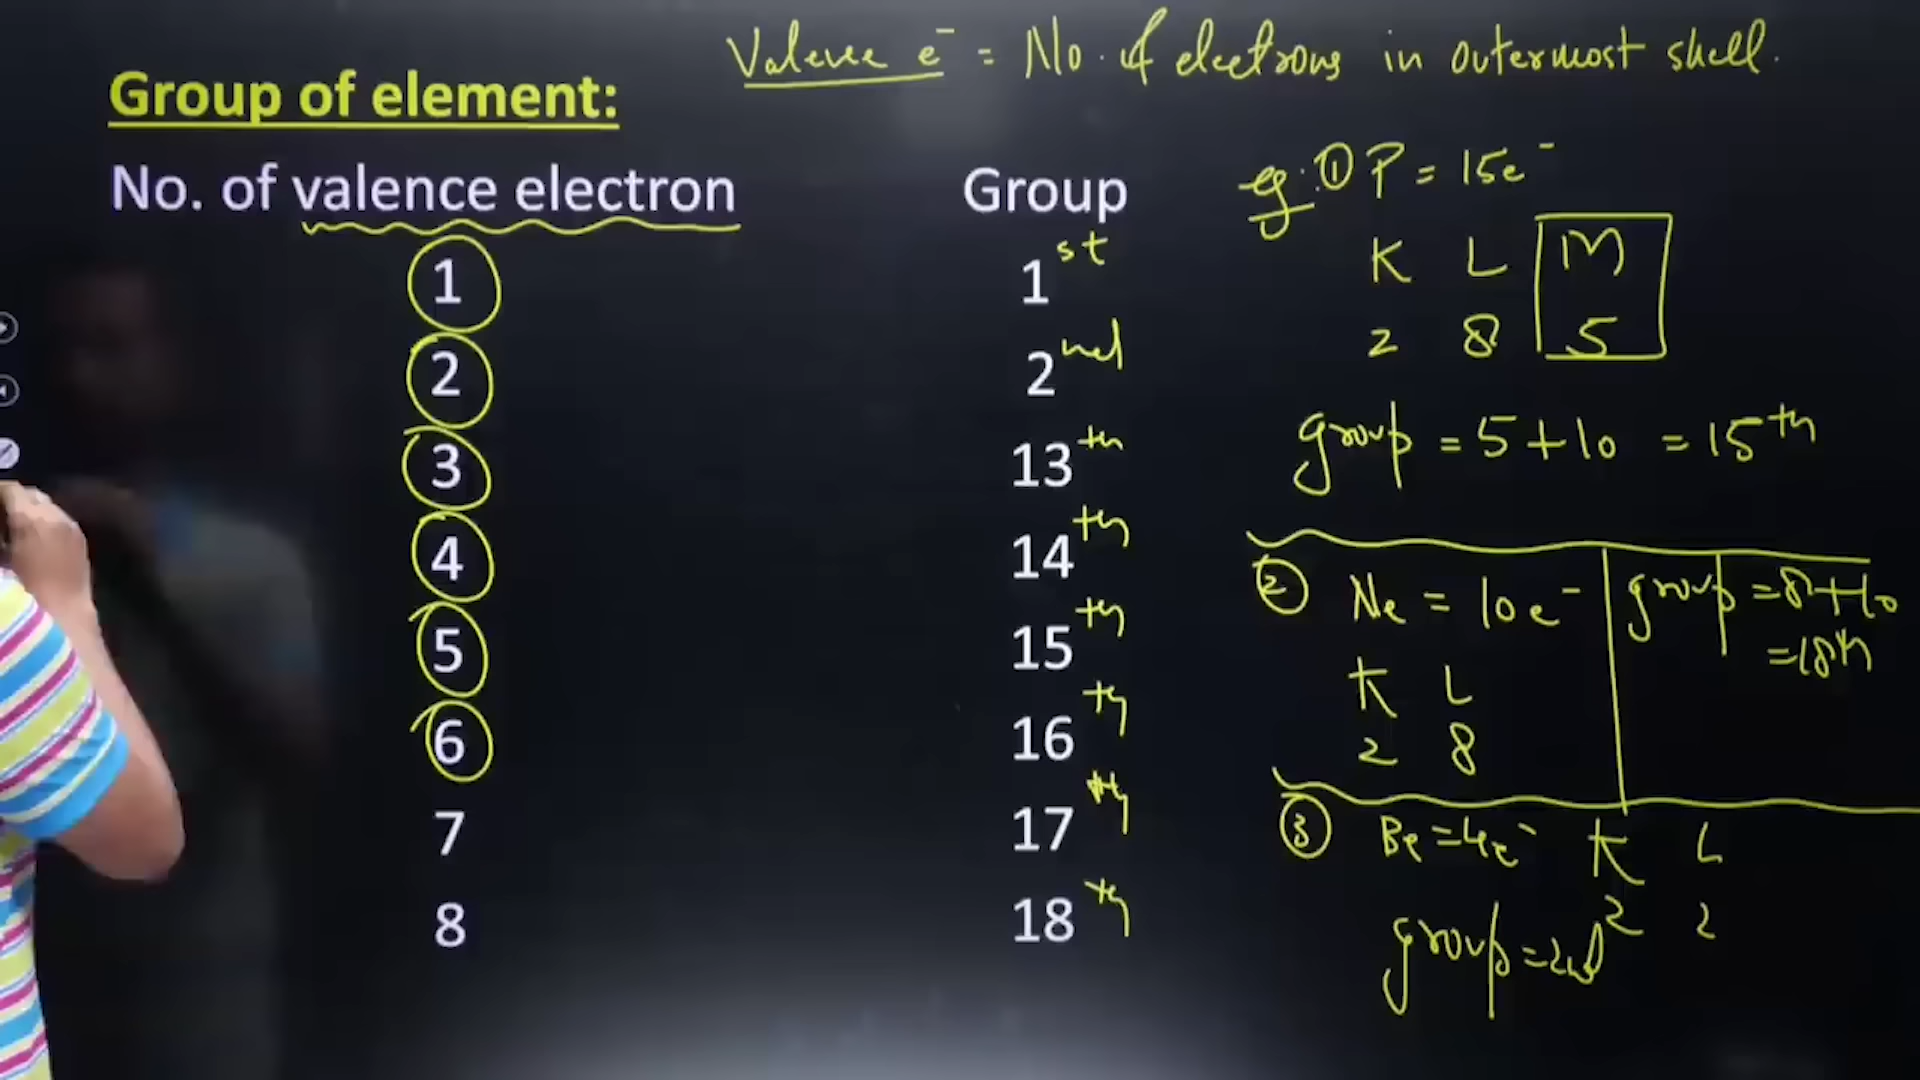 Valence e⁻ = No. of electrons in outermost shell.
Group of element:
No. of valence electron Group
1 1st
2 2nd
3 13th
4 14th
5 15th
6 16th
7 17th
8 18th
eg: ① P = 15e⁻
K L M
2 8 5
group = 5 + 10 = 15th
② Ne = 10e⁻
K L
2 8
group = 8 + 10
= 18th
③ Be = 4e⁻ K L
2 2
group = 2nd